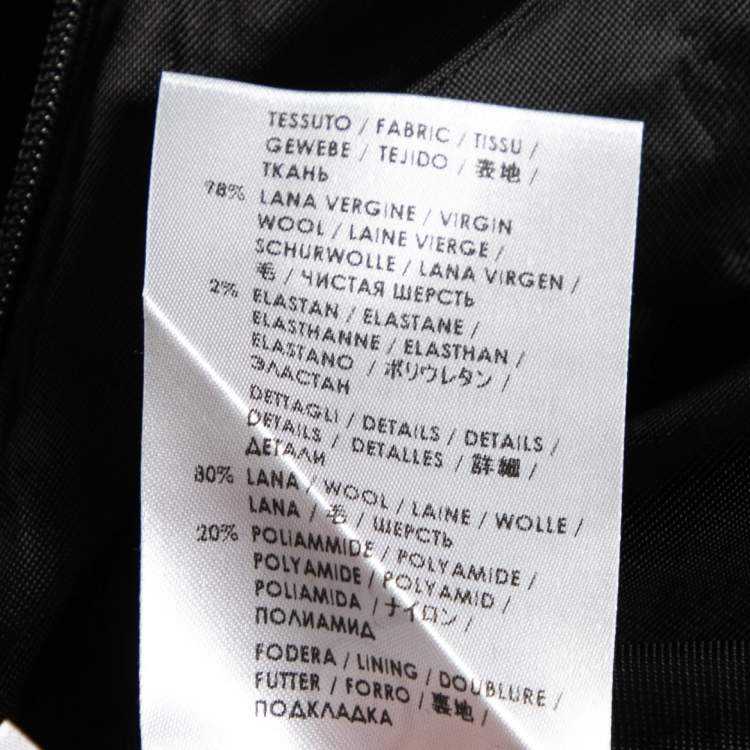 TESSUTO / FABRIC / TISSU /
GEWEBE / TEJIDO / 表地 /
ТКАНЬ
98% LANA VERGINE / VIRGIN
WOOL / LAINE VIERGE /
SCHURWOLLE / LANA VIRGEN /
毛 / ЧИСТАЯ ШЕРСТЬ
2% ELASTAN / ELASTANE /
ELASTHANNE / ELASTHAN /
ELASTANO / ポリウレタン /
ЭЛАСТАН
DETTAGLI / DETAILS / DETAILS /
DETAILS / DETALLES / 詳細 /
ДЕТАЛИ
80% LANA / WOOL / LAINE / WOLLE /
LANA / 毛 / ШЕРСТЬ
20% POLIAMMIDE / POLYAMIDE /
POLYAMIDE / POLYAMID /
POLIAMIDA / ナイロン /
ПОЛИАМИД
FODERA / LINING / DOUBLURE /
FUTTER / FORRO / 裏地 /
ПОДКЛАДКА